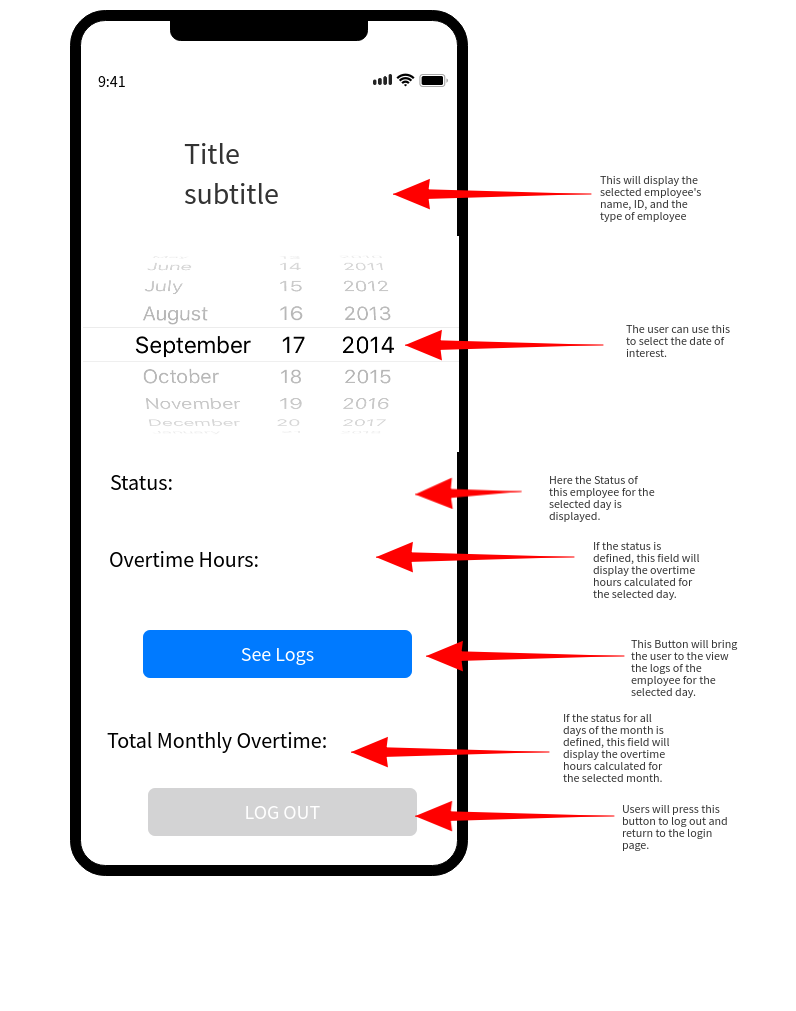 9:41
Title
subtitle
This will display the
selected employee's
name, ID, and the
type of employee
June 14 2011
July 15 2012
August 16 2013
September 17 2014
October 18 2015
November 19 2016
December 20 2017
The user can use this
to select the date of
interest.
Status:
Here the Status of
this employee for the
selected day is
displayed.
Overtime Hours:
If the status is
defined, this field will
display the overtime
hours calculated for
the selected day.
See Logs
This Button will bring
the user to the view
the logs of the
employee for the
selected day.
Total Monthly Overtime:
If the status for all
days of the month is
defined, this field will
display the overtime
hours calculated for
the selected month.
LOG OUT
Users will press this
button to log out and
return to the login
page.